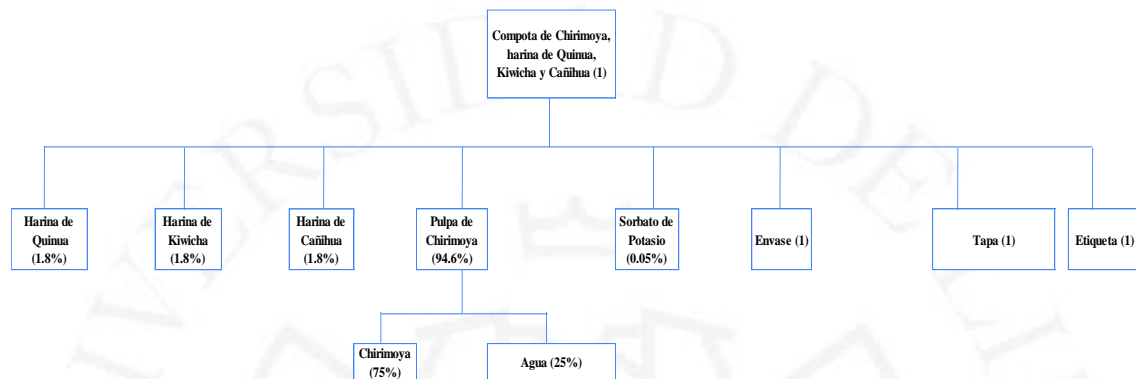 Compota de Chirimoya,
harina de Quinua,
Kiwicha y Cañihua (1)
Harina de
Quinua
(1.8%)
Harina de
Kiwicha
(1.8%)
Harina de
Cañihua
(1.8%)
Pulpa de
Chirimoya
(94.6%)
Sorbato de
Potasio
(0.05%)
Envase (1)
Tapa (1)
Etiqueta (1)
Chirimoya
(75%)
Agua (25%)